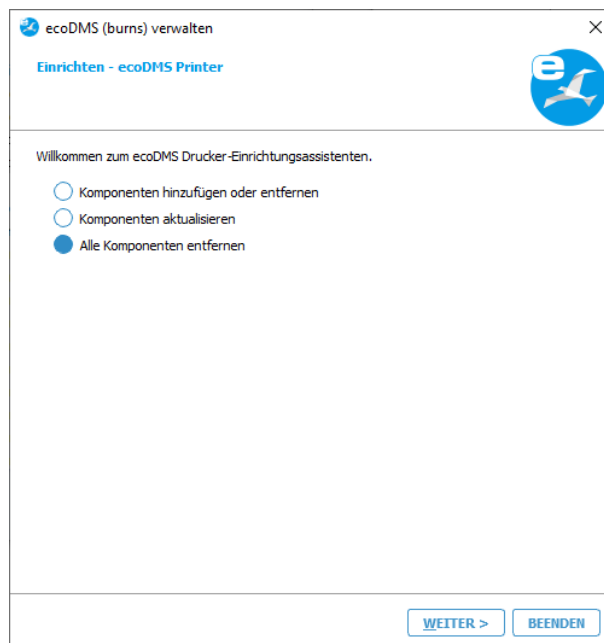 ecoDMS (burns) verwalten
Einrichten - ecoDMS Printer
e
Willkommen zum ecoDMS Drucker-Einrichtungsassistenten.
Komponenten hinzufügen oder entfernen
Komponenten aktualisieren
Alle Komponenten entfernen
WEITER > BEENDEN